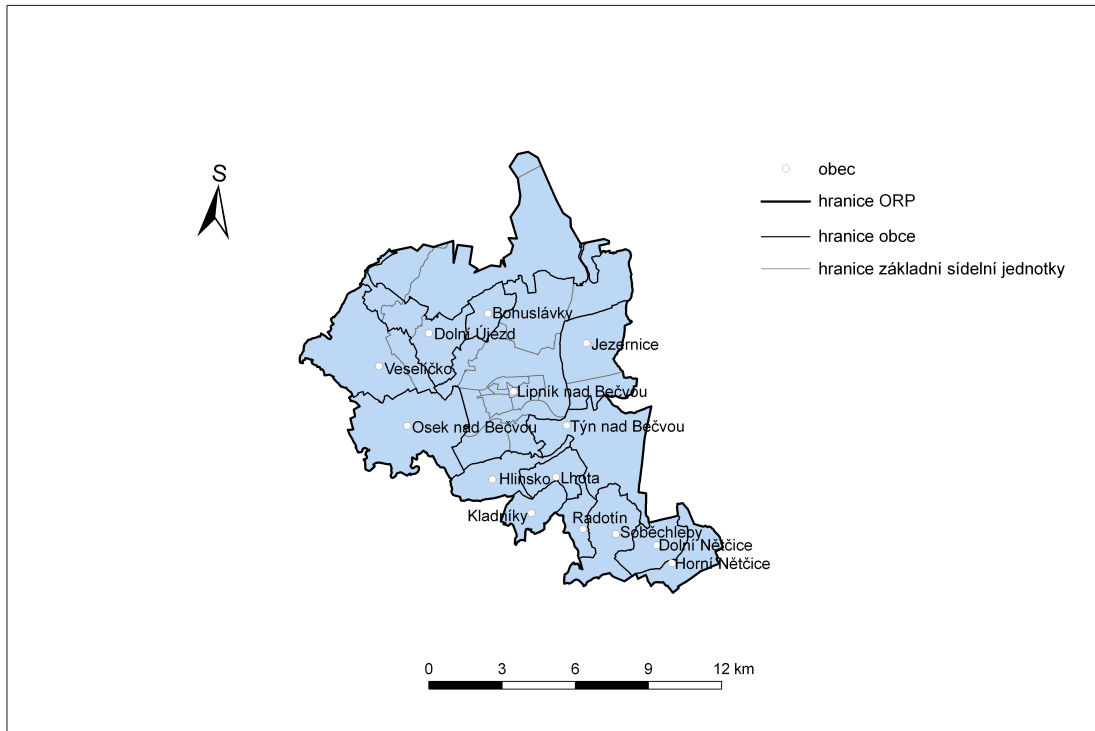 S
obec
hranice ORP
hranice obce
hranice základní sídelní jednotky
Bohuslávky
Dolní Újezd
Jezernice
Veselíčko
Lipník nad Bečvou
Osek nad Bečvou
Týn nad Bečvou
Hlinsko
Lhota
Kladníky
Radotín
Soběchleby
Dolní Nětčice
Horní Nětčice
0 3 6 9 12 km